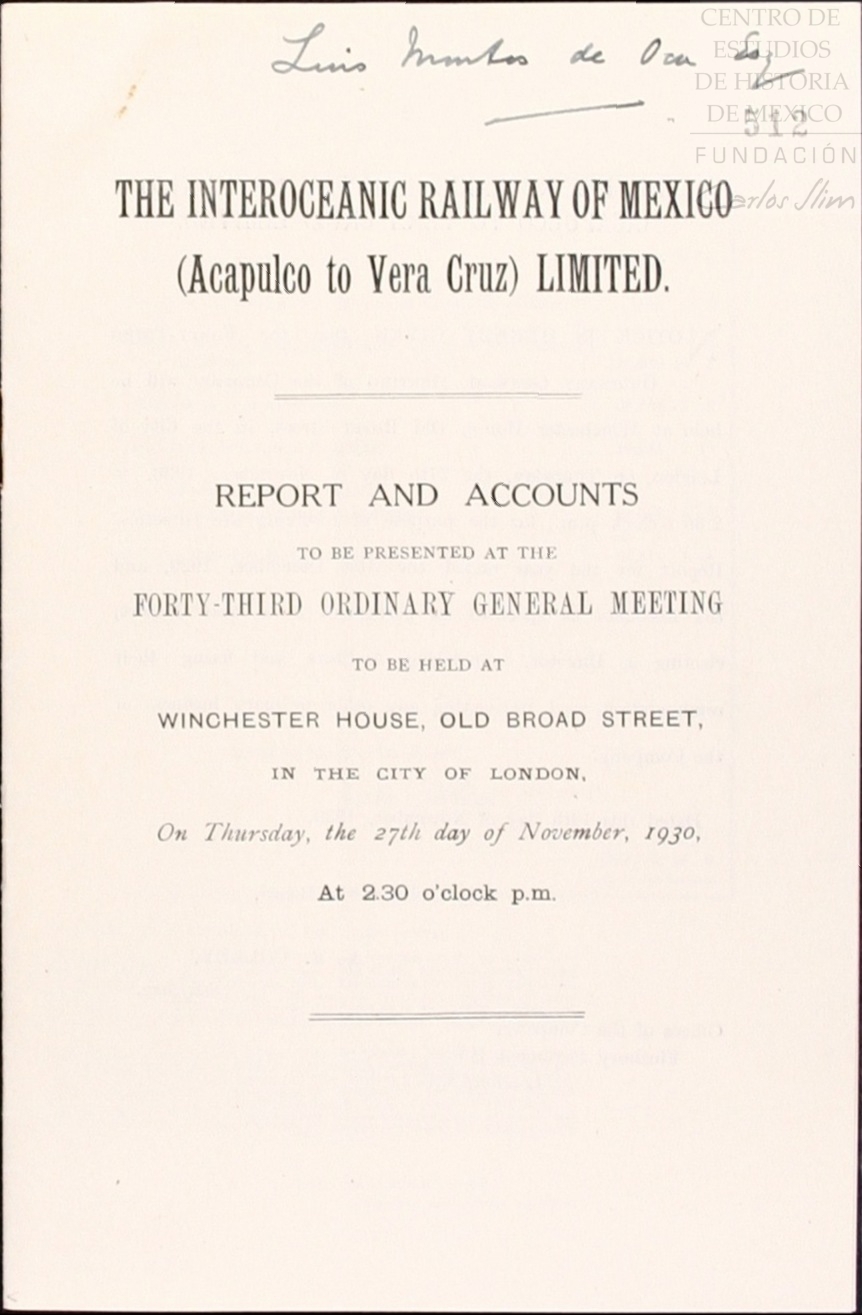 Luis Montes de Oca Esq
CENTRO DE
ESTUDIOS
DE HISTORIA
DE MEXICO
512
FUNDACIÓN
Carlos Slim
THE INTEROCEANIC RAILWAY OF MEXICO
(Acapulco to Vera Cruz) LIMITED.
REPORT AND ACCOUNTS
TO BE PRESENTED AT THE
FORTY-THIRD ORDINARY GENERAL MEETING
TO BE HELD AT
WINCHESTER HOUSE, OLD BROAD STREET,
IN THE CITY OF LONDON,
On Thursday, the 27th day of November, 1930,
At 2.30 o'clock p.m.